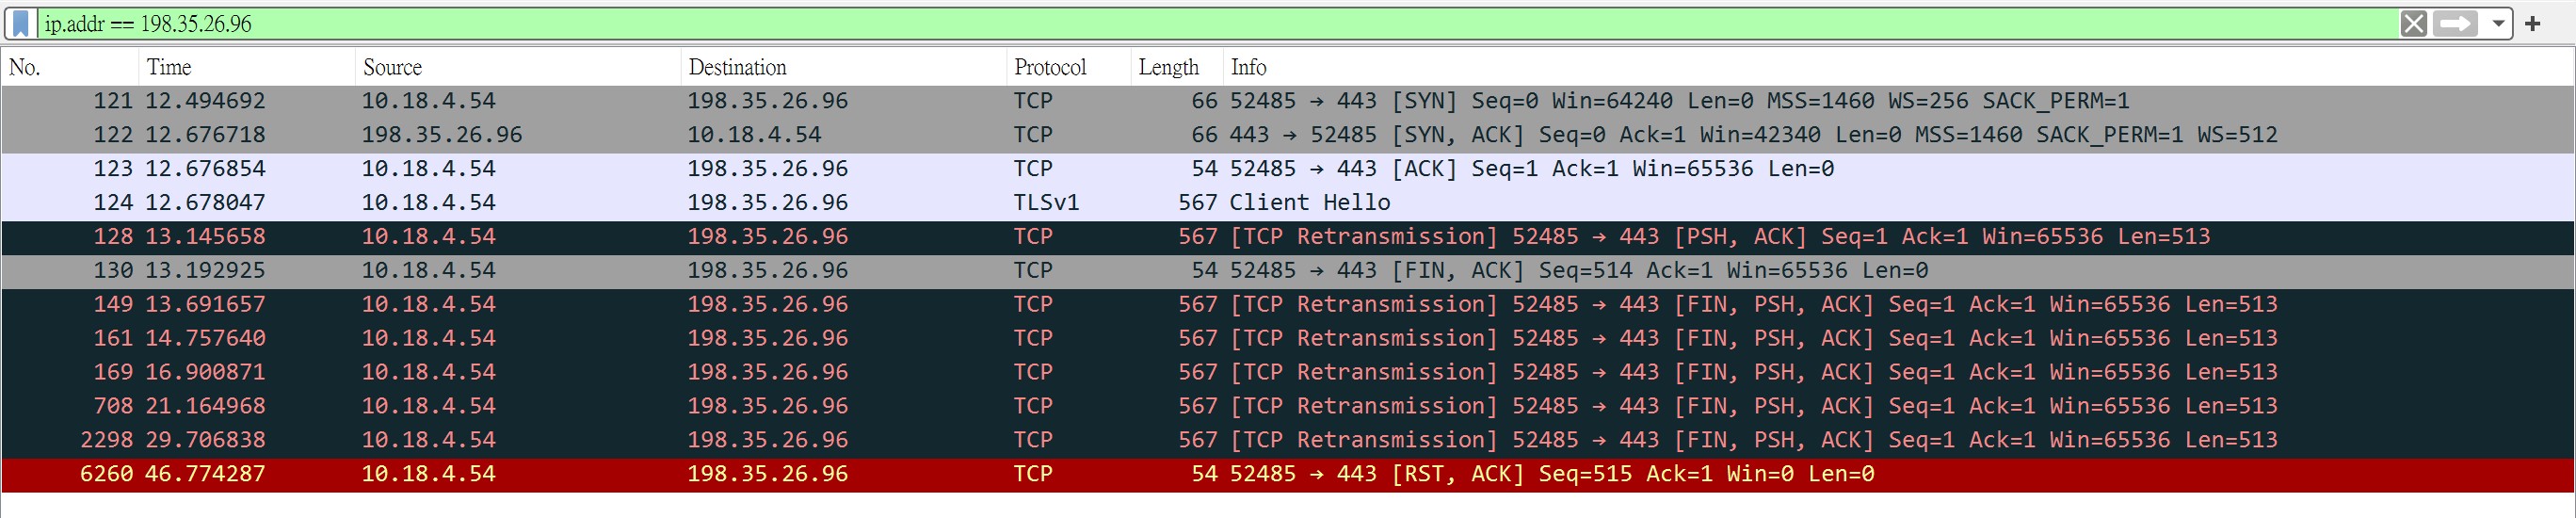 ip.addr == 198.35.26.96
No. Time Source Destination Protocol Length Info
121 12.494692 10.18.4.54 198.35.26.96 TCP 66 52485 → 443 [SYN] Seq=0 Win=64240 Len=0 MSS=1460 WS=256 SACK_PERM=1
122 12.676718 198.35.26.96 10.18.4.54 TCP 66 443 → 52485 [SYN, ACK] Seq=0 Ack=1 Win=42340 Len=0 MSS=1460 SACK_PERM=1 WS=512
123 12.676854 10.18.4.54 198.35.26.96 TCP 54 52485 → 443 [ACK] Seq=1 Ack=1 Win=65536 Len=0
124 12.678047 10.18.4.54 198.35.26.96 TLSv1 567 Client Hello
128 13.145658 10.18.4.54 198.35.26.96 TCP 567 [TCP Retransmission] 52485 → 443 [PSH, ACK] Seq=1 Ack=1 Win=65536 Len=513
130 13.192925 10.18.4.54 198.35.26.96 TCP 54 52485 → 443 [FIN, ACK] Seq=514 Ack=1 Win=65536 Len=0
149 13.691657 10.18.4.54 198.35.26.96 TCP 567 [TCP Retransmission] 52485 → 443 [FIN, PSH, ACK] Seq=1 Ack=1 Win=65536 Len=513
161 14.757640 10.18.4.54 198.35.26.96 TCP 567 [TCP Retransmission] 52485 → 443 [FIN, PSH, ACK] Seq=1 Ack=1 Win=65536 Len=513
169 16.900871 10.18.4.54 198.35.26.96 TCP 567 [TCP Retransmission] 52485 → 443 [FIN, PSH, ACK] Seq=1 Ack=1 Win=65536 Len=513
708 21.164968 10.18.4.54 198.35.26.96 TCP 567 [TCP Retransmission] 52485 → 443 [FIN, PSH, ACK] Seq=1 Ack=1 Win=65536 Len=513
2298 29.706838 10.18.4.54 198.35.26.96 TCP 567 [TCP Retransmission] 52485 → 443 [FIN, PSH, ACK] Seq=1 Ack=1 Win=65536 Len=513
6260 46.774287 10.18.4.54 198.35.26.96 TCP 54 52485 → 443 [RST, ACK] Seq=515 Ack=1 Win=0 Len=0